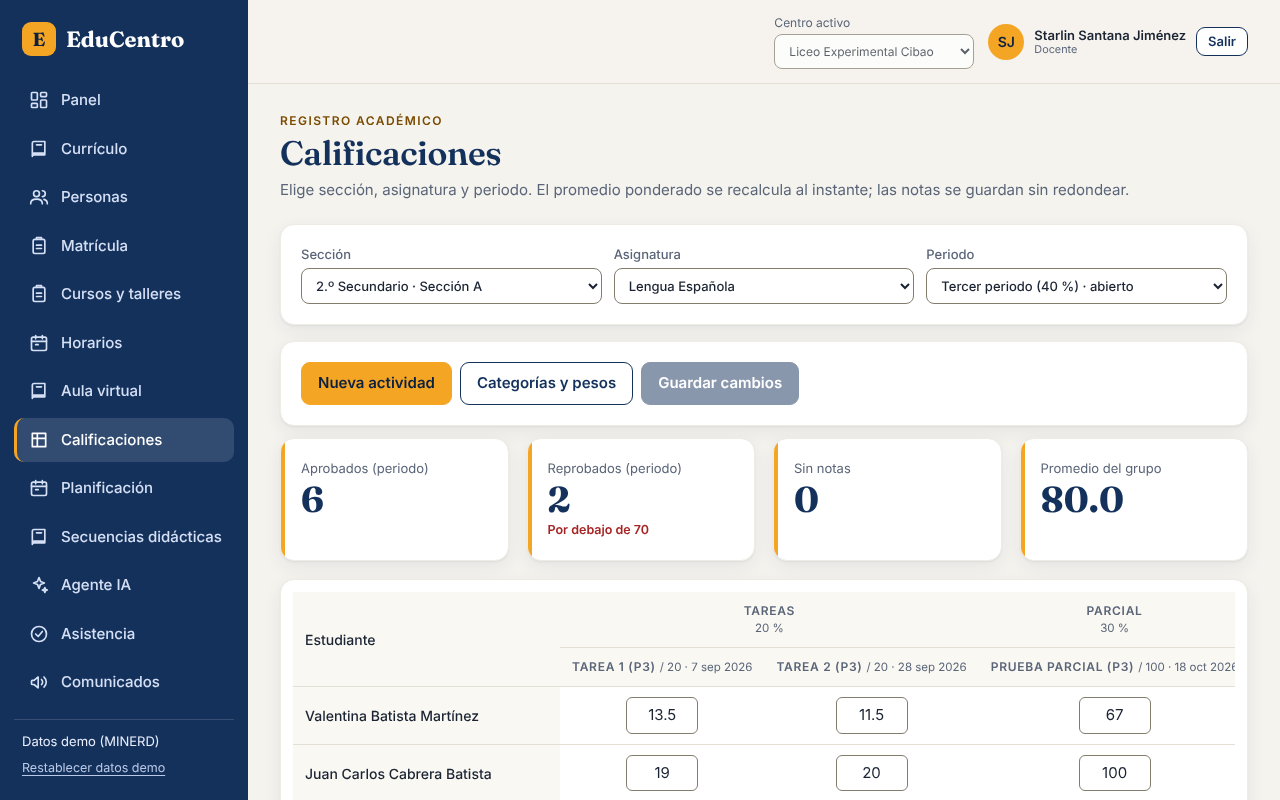 E EduCentro
Panel
Currículo
Personas
Matrícula
Cursos y talleres
Horarios
Aula virtual
Calificaciones
Planificación
Secuencias didácticas
Agente IA
Asistencia
Comunicados
Datos demo (MINERD)
Restablecer datos demo
Centro activo
Liceo Experimental Cibao
SJ
Starlin Santana Jiménez
Docente
Salir
REGISTRO ACADÉMICO
Calificaciones
Elige sección, asignatura y periodo. El promedio ponderado se recalcula al instante; las notas se guardan sin redondear.
Sección
2.º Secundario · Sección A
Asignatura
Lengua Española
Periodo
Tercer periodo (40 %) · abierto
Nueva actividad
Categorías y pesos
Guardar cambios
Aprobados (periodo)
6
Reprobados (periodo)
2
Por debajo de 70
Sin notas
0
Promedio del grupo
80.0
Estudiante
TAREAS
20 %
PARCIAL
30 %
TAREA 1 (P3) / 20 · 7 sep 2026
TAREA 2 (P3) / 20 · 28 sep 2026
PRUEBA PARCIAL (P3) / 100 · 18 oct 2026
Valentina Batista Martínez 13.5 11.5 67
Juan Carlos Cabrera Batista 19 20 100